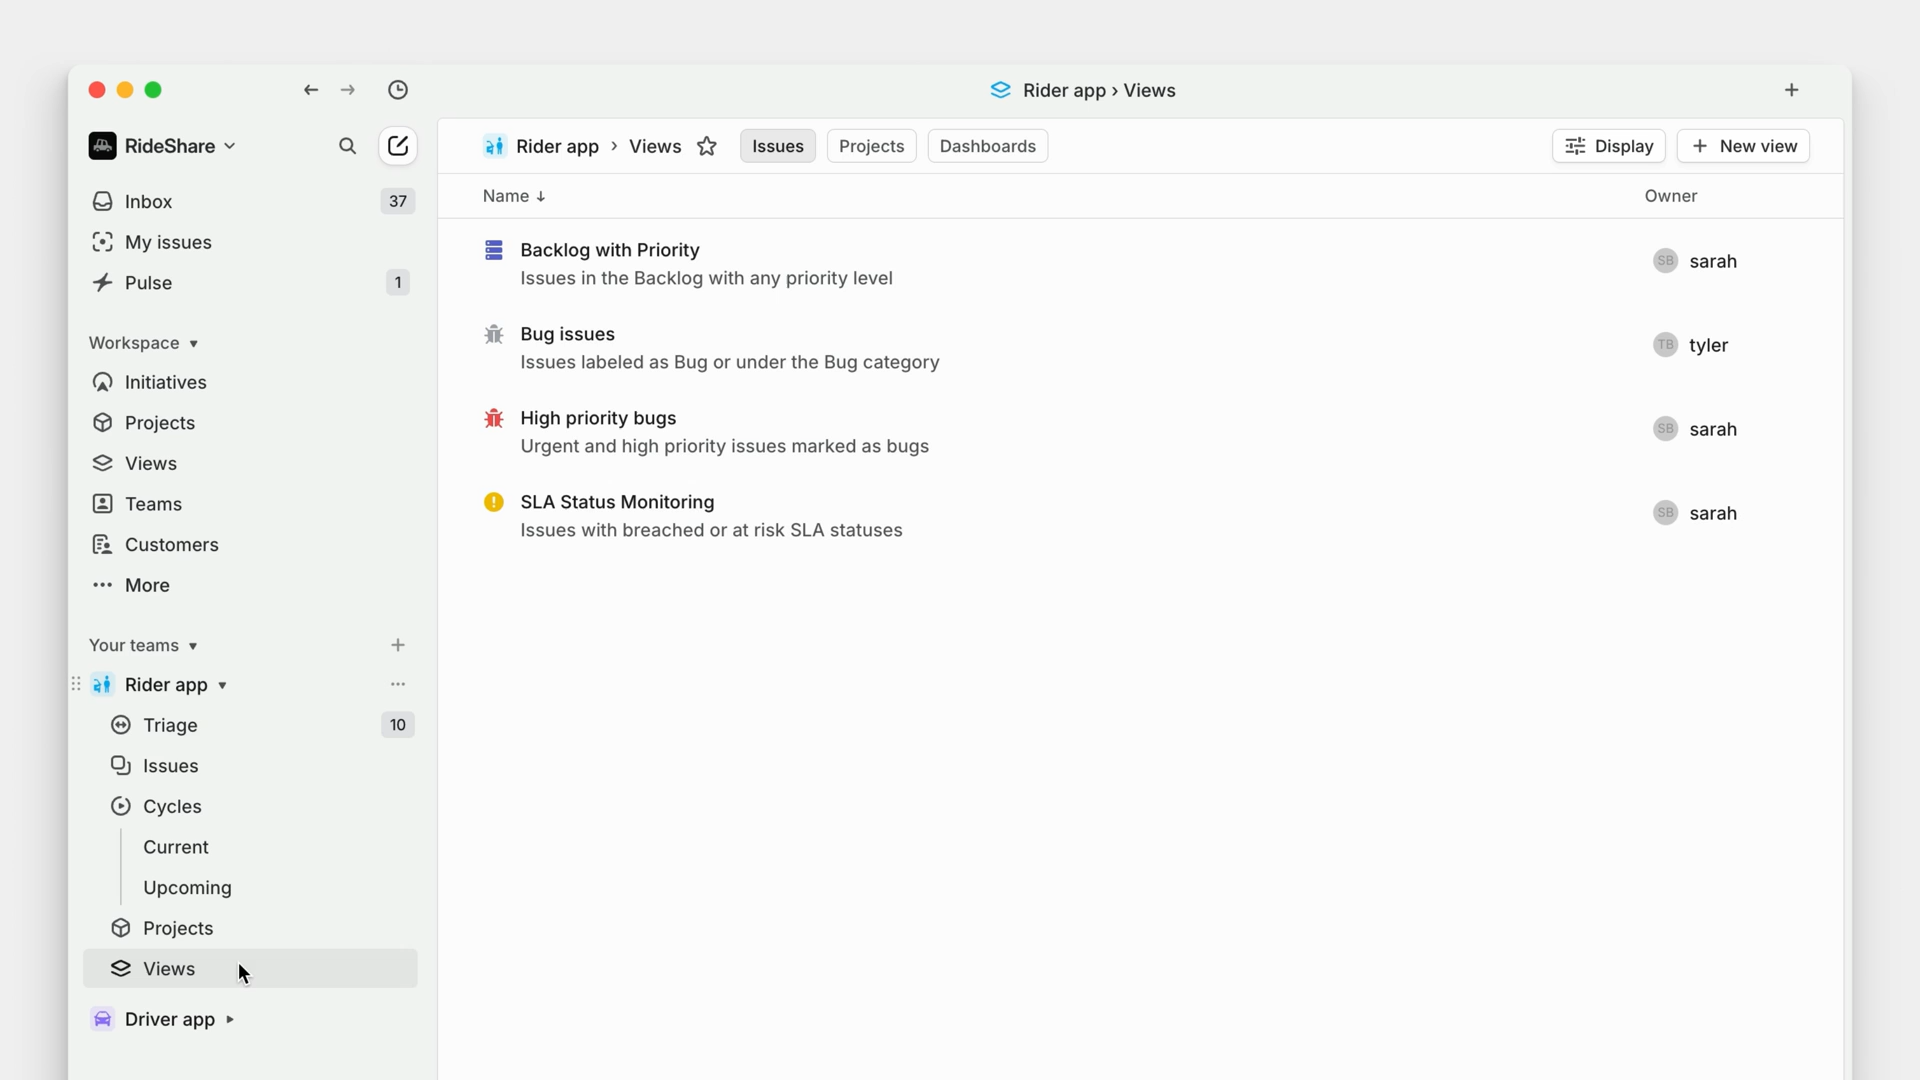 Rider app › Views
RideShare
Inbox 37
My issues
Pulse 1
Workspace
Initiatives
Projects
Views
Teams
Customers
More
Your teams
Rider app
Triage 10
Issues
Cycles
Current
Upcoming
Projects
Views
Driver app
Rider app › Views Issues Projects Dashboards Display New view
Name Owner
Backlog with Priority
Issues in the Backlog with any priority level
SB sarah
Bug issues
Issues labeled as Bug or under the Bug category
TB tyler
High priority bugs
Urgent and high priority issues marked as bugs
SB sarah
SLA Status Monitoring
Issues with breached or at risk SLA statuses
SB sarah